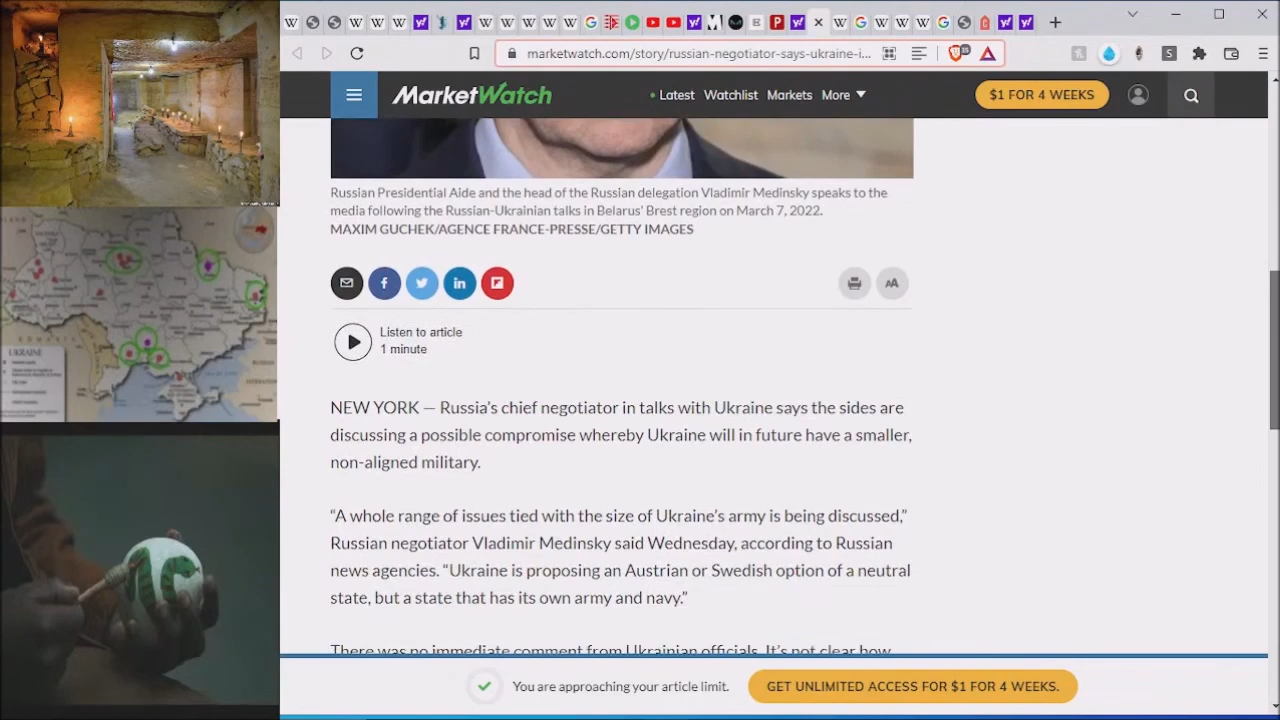 marketwatch.com/story/russian-negotiator-says-ukraine-i...
MarketWatch
Latest Watchlist Markets More
$1 FOR 4 WEEKS
Russian Presidential Aide and the head of the Russian delegation Vladimir Medinsky speaks to the
media following the Russian-Ukrainian talks in Belarus' Brest region on March 7, 2022.
MAXIM GUCHEK/AGENCE FRANCE-PRESSE/GETTY IMAGES
Listen to article
1 minute
NEW YORK — Russia's chief negotiator in talks with Ukraine says the sides are
discussing a possible compromise whereby Ukraine will in future have a smaller,
non-aligned military.
“A whole range of issues tied with the size of Ukraine's army is being discussed,”
Russian negotiator Vladimir Medinsky said Wednesday, according to Russian
news agencies. “Ukraine is proposing an Austrian or Swedish option of a neutral
state, but a state that has its own army and navy.”
There was no immediate comment from Ukrainian officials. It's not clear how
You are approaching your article limit.
GET UNLIMITED ACCESS FOR $1 FOR 4 WEEKS.
UKRAINE